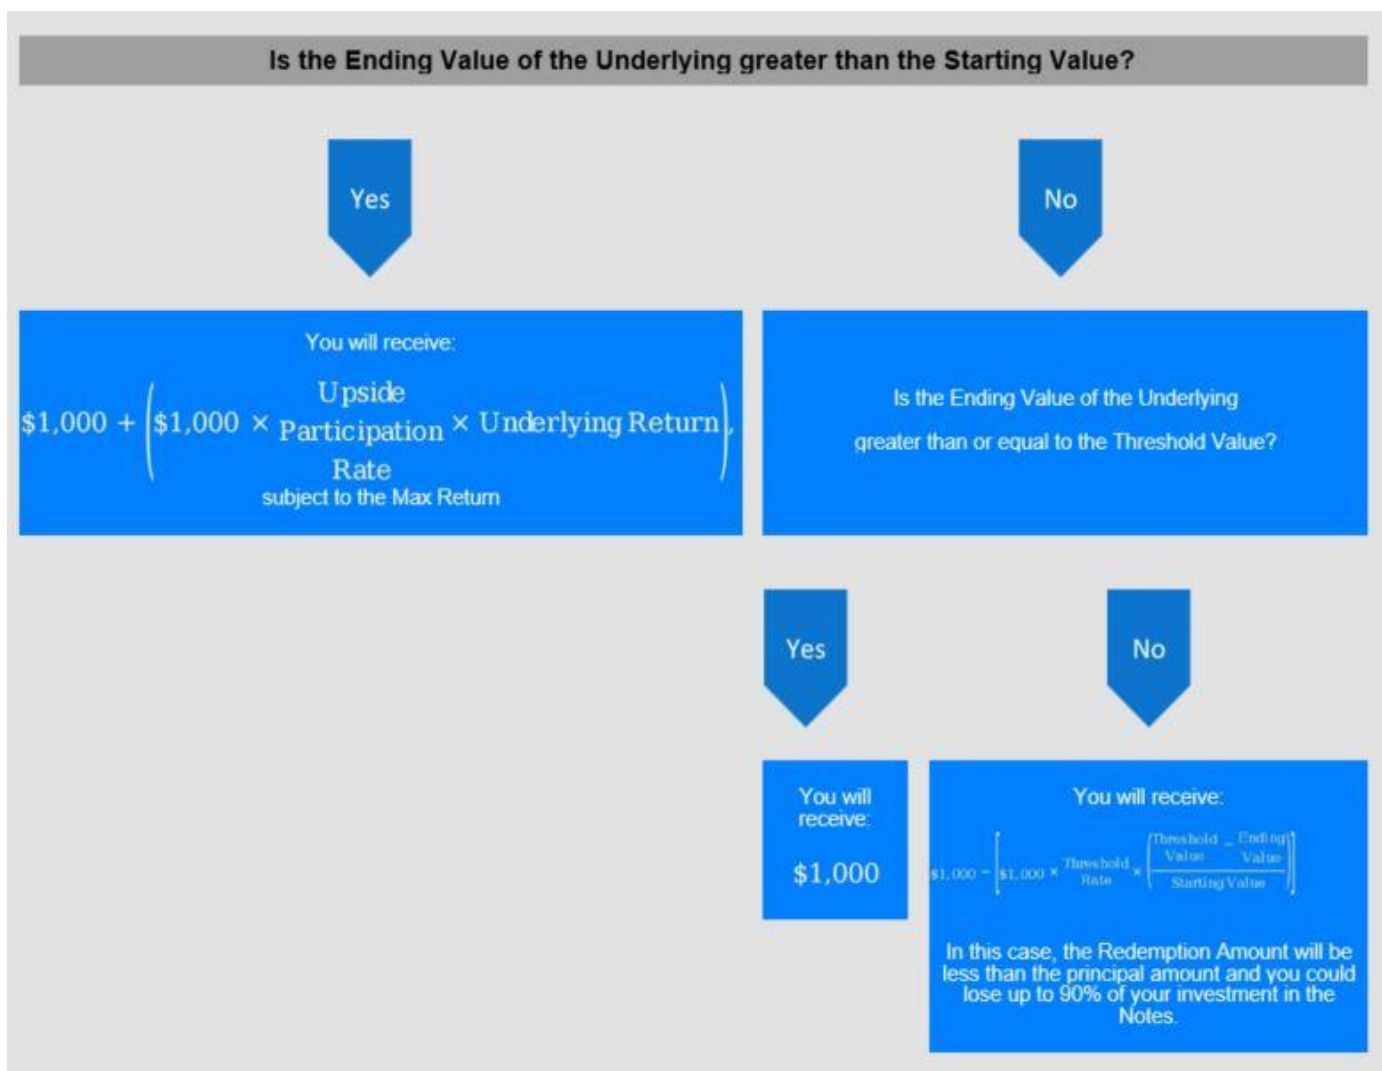 Is the Ending Value of the Underlying greater than the Starting Value?
Yes
No
You will receive:
$1,000 + ($1,000 × Upside Participation Rate × Underlying Return),
subject to the Max Return
Is the Ending Value of the Underlying
greater than or equal to the Threshold Value?
Yes
No
You will
receive:
$1,000
You will receive:
$1,000 − [$1,000 × Threshold Rate × ((Threshold Value − Ending Value) / Starting Value)]
In this case, the Redemption Amount will be
less than the principal amount and you could
lose up to 90% of your investment in the
Notes.